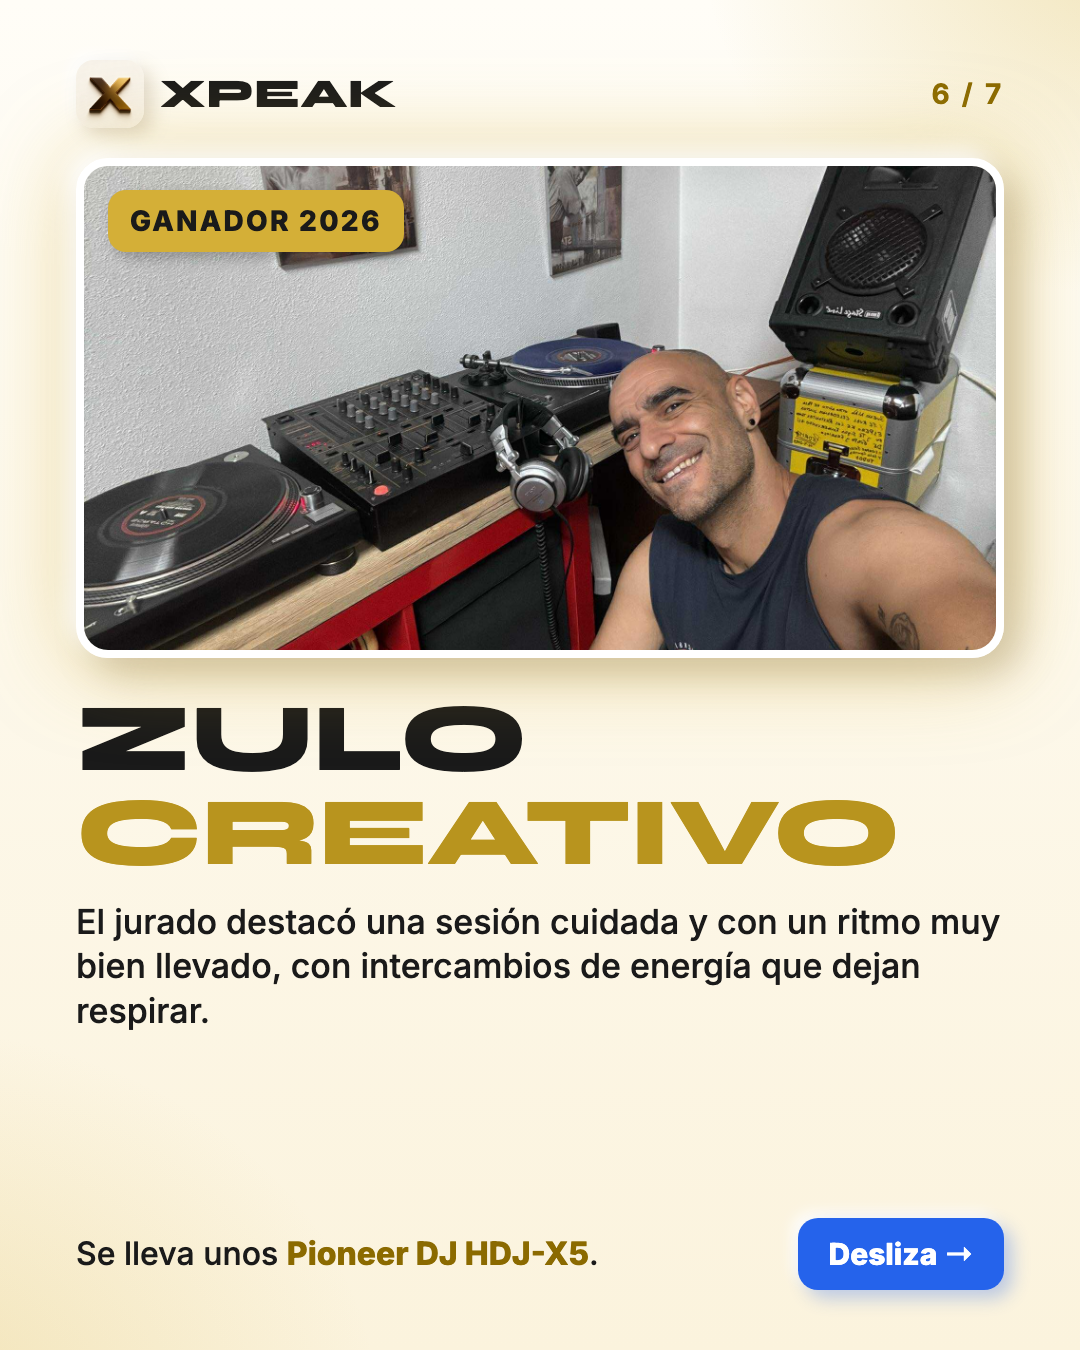 XPEAK
6 / 7
GANADOR 2026
ZULO
CREATIVO
El jurado destacó una sesión cuidada y con un ritmo muy
bien llevado, con intercambios de energía que dejan
respirar.
Se lleva unos Pioneer DJ HDJ-X5.
Desliza →